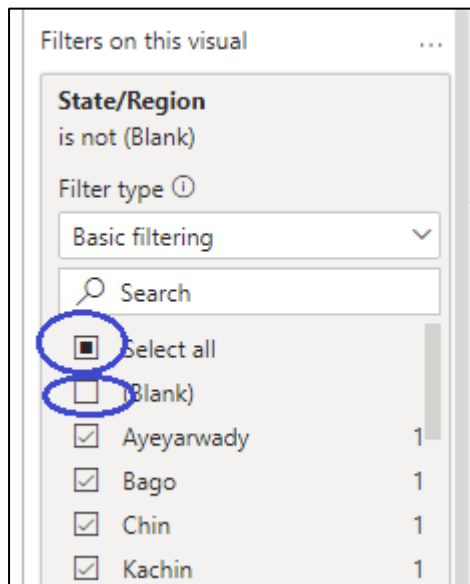 Filters on this visual ...
State/Region
is not (Blank)
Filter type
Basic filtering
Search
Select all
(Blank)
Ayeyarwady 1
Bago 1
Chin 1
Kachin 1